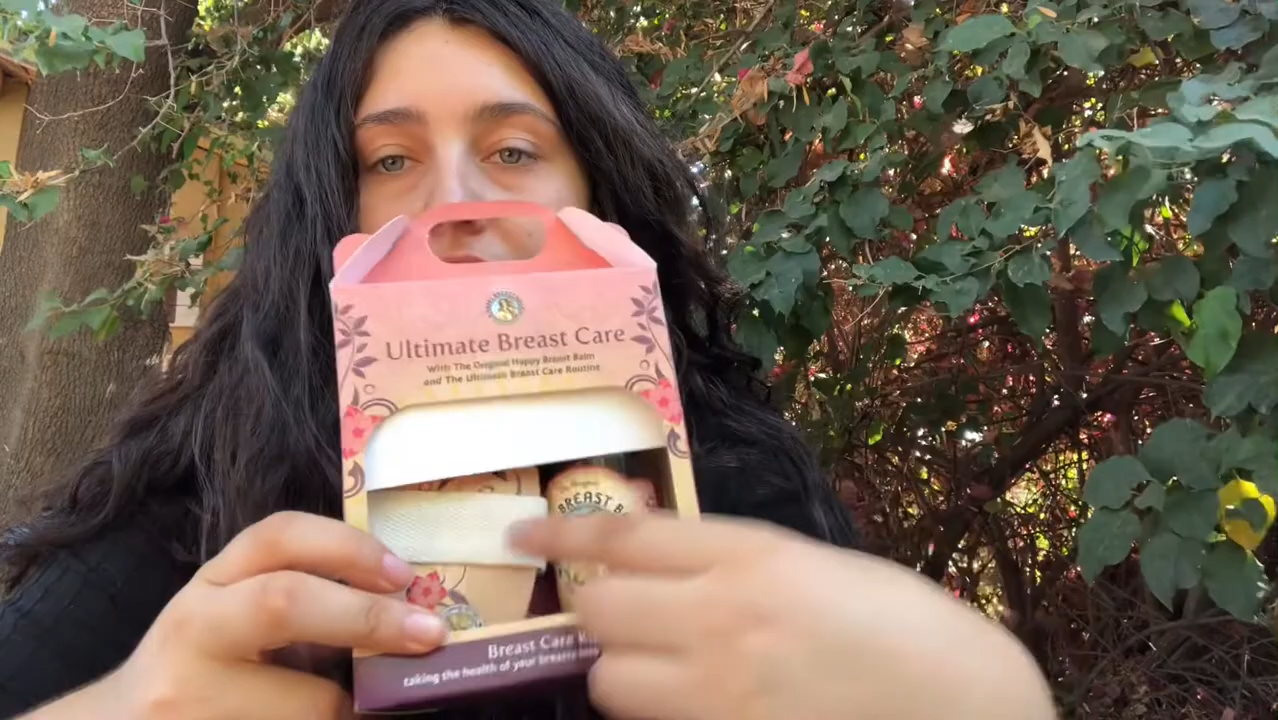 Ultimate Breast Care
With The Original Happy Breast Balm
and The Ultimate Breast Care Routine
BREAST
Breast Care
taking the health of your breasts